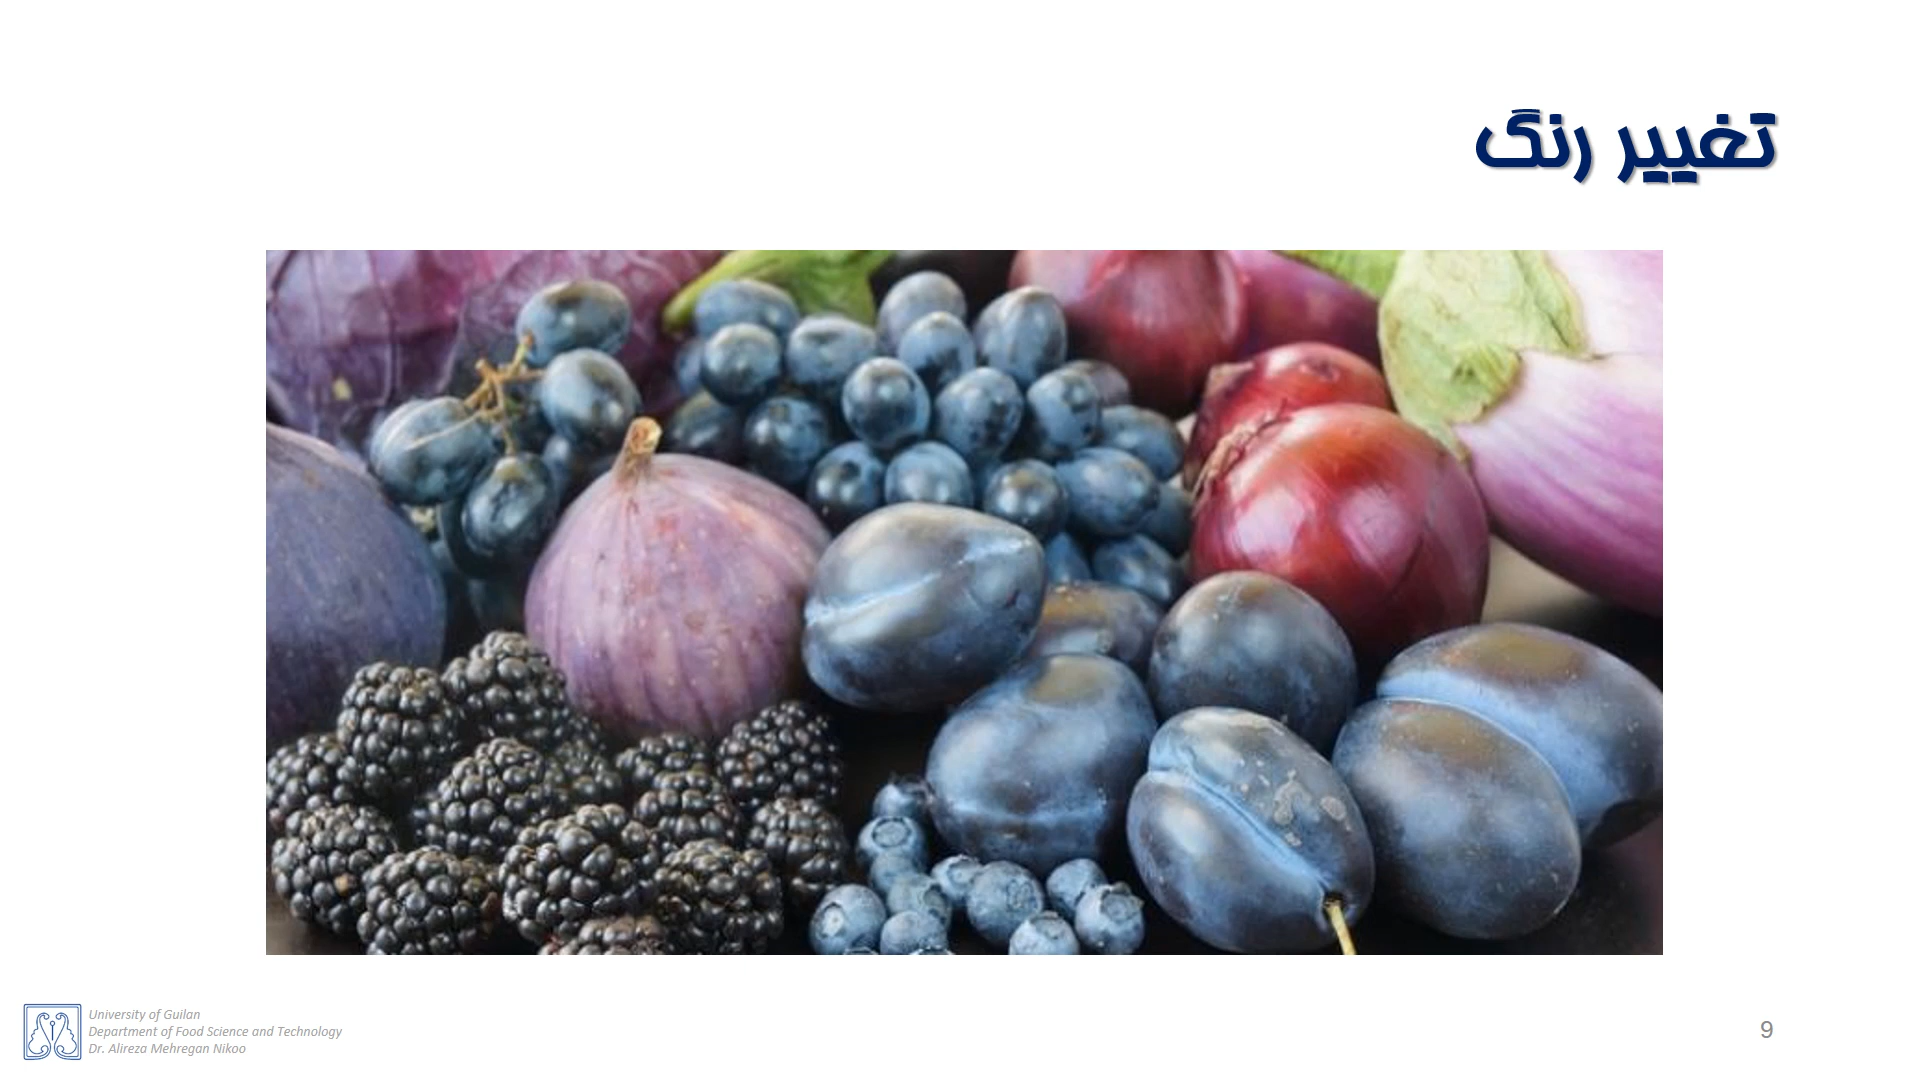 تغییر رنگ
University of Guilan
Department of Food Science and Technology
Dr. Alireza Mehregan Nikoo
9